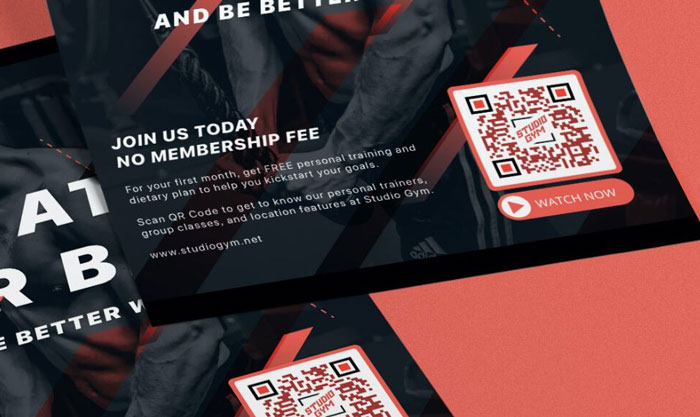 AND BE BETTER
JOIN US TODAY
NO MEMBERSHIP FEE
For your first month, get FREE personal training and
dietary plan to help you kickstart your goals.
Scan QR Code to get to know our personal trainers,
group classes, and location features at Studio Gym.
www.studiogym.net
STUDIO
GYM
WATCH NOW
AT
R B
E BETTER W
STUDIO
GYM